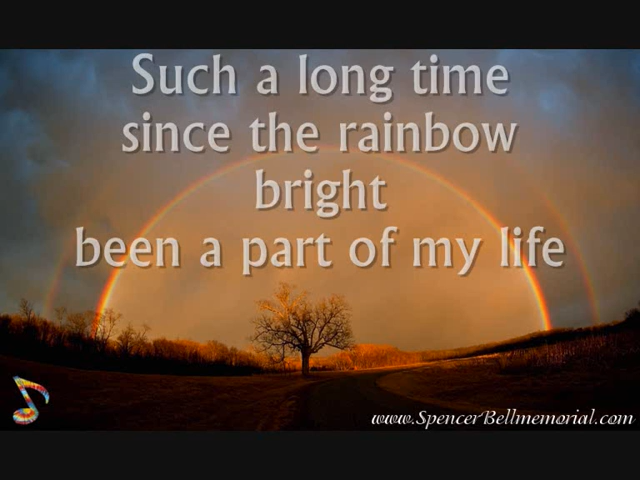 Such a long time
since the rainbow
bright
been a part of my life
www.SpencerBellmemorial.com